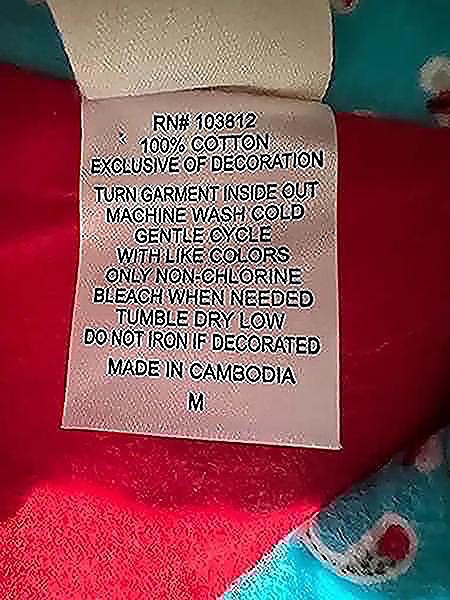 RN# 103812
100% COTTON
EXCLUSIVE OF DECORATION
TURN GARMENT INSIDE OUT
MACHINE WASH COLD
GENTLE CYCLE
WITH LIKE COLORS
ONLY NON-CHLORINE
BLEACH WHEN NEEDED
TUMBLE DRY LOW
DO NOT IRON IF DECORATED
MADE IN CAMBODIA
M